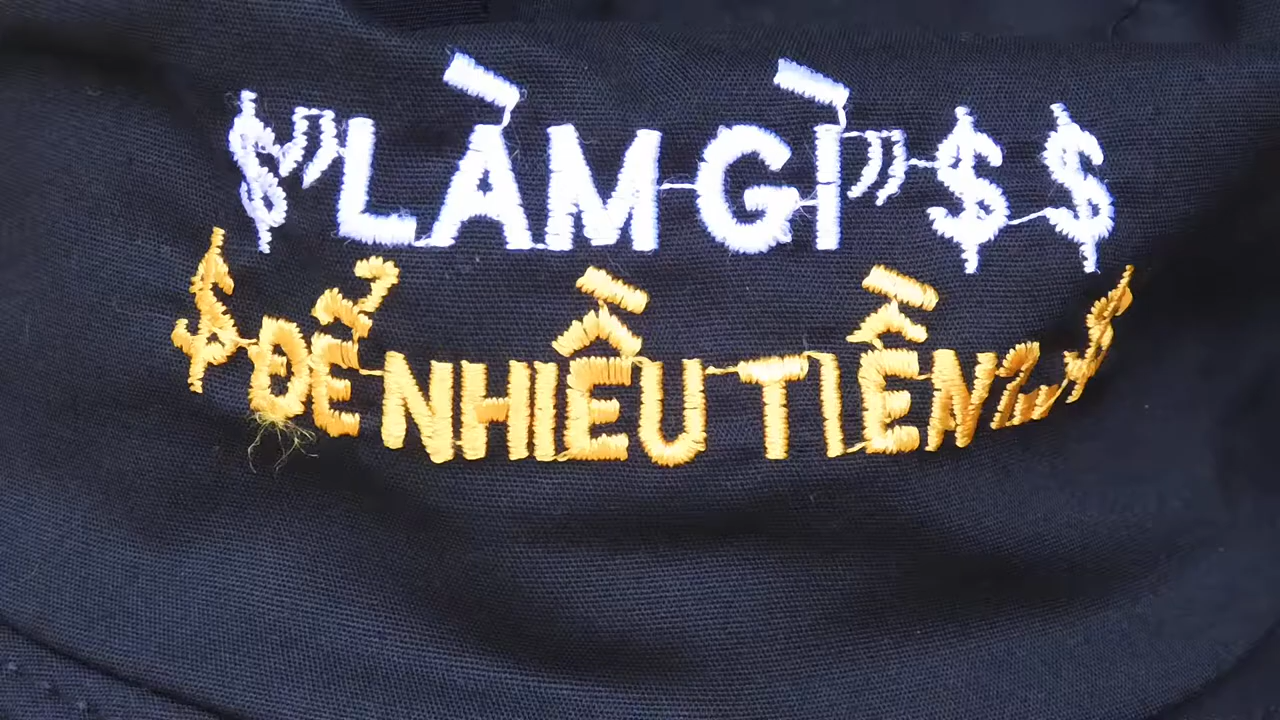 $"LÀM GÌ"$ $
$ ĐỂ NHIỀU TIỀN? $